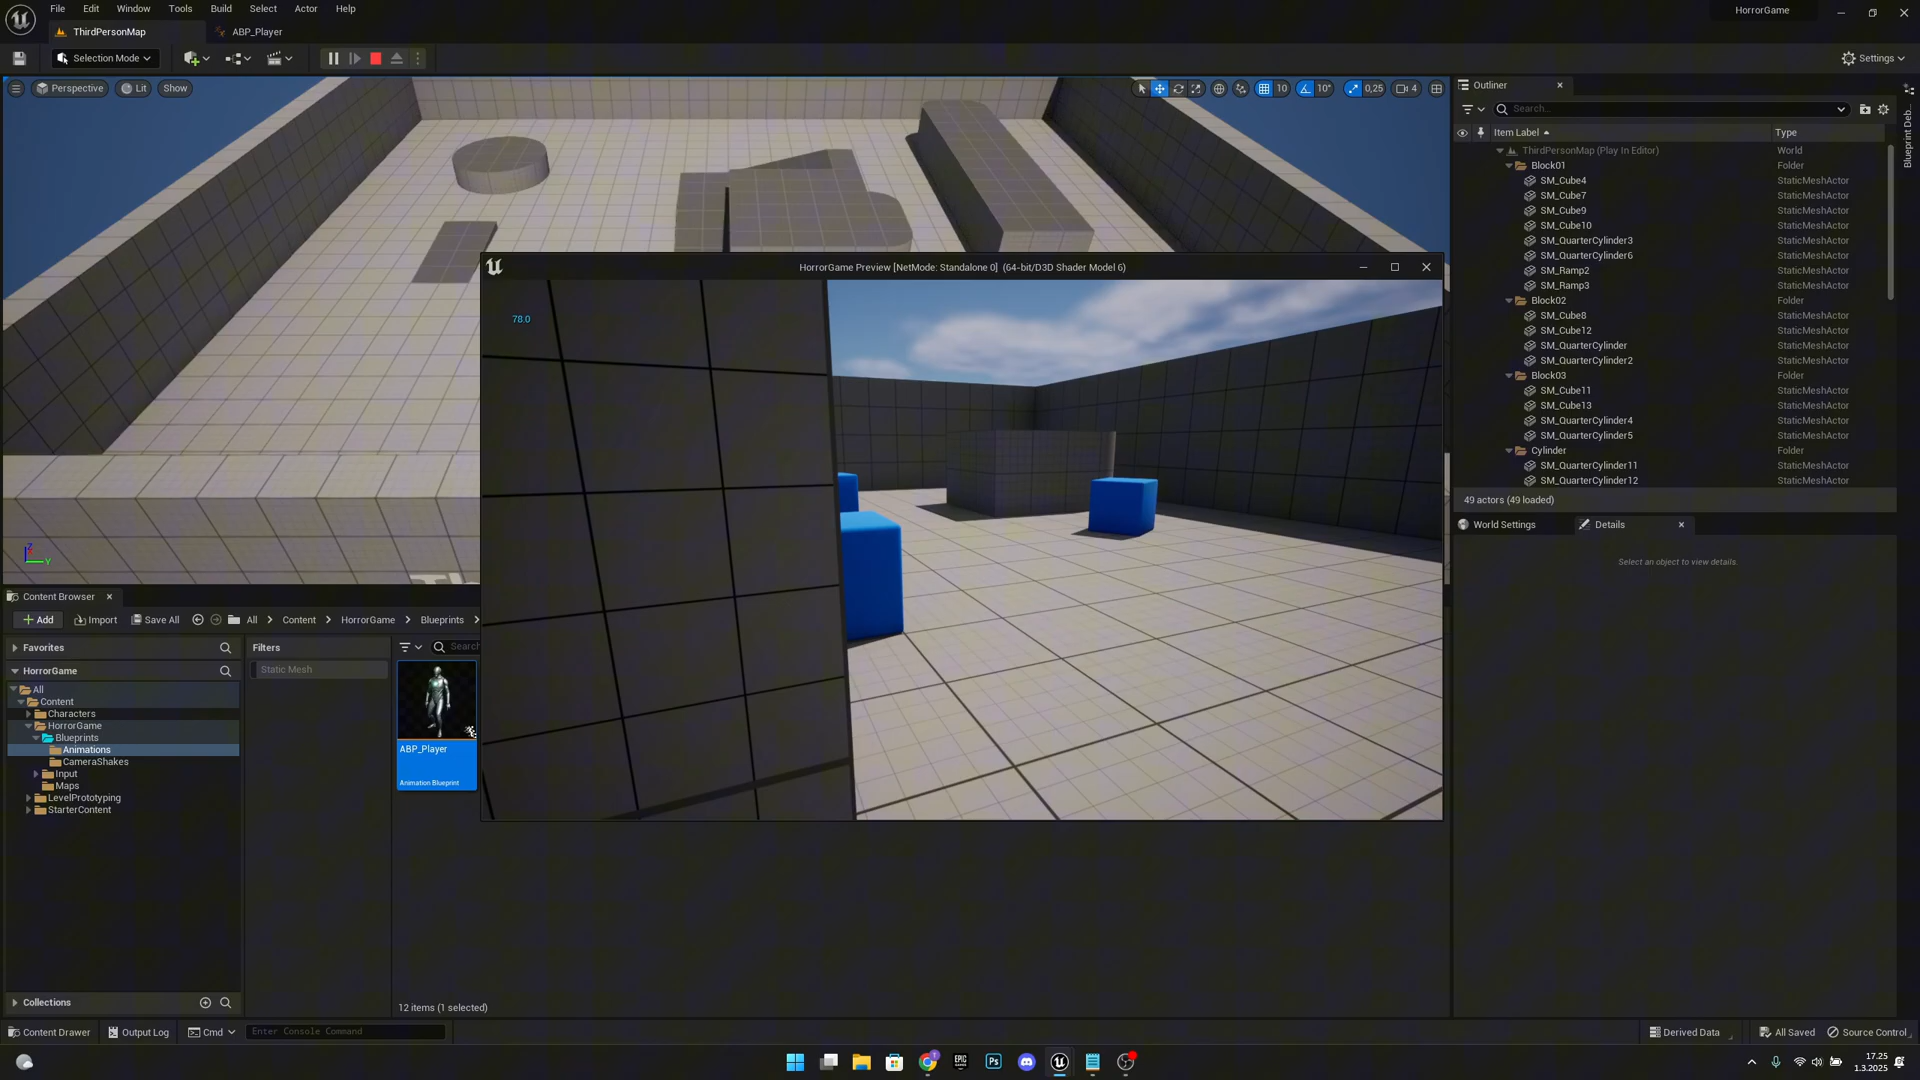 File Edit Window Tools Build Select Actor Help
HorrorGame
ThirdPersonMap
ABP_Player
Selection Mode
Settings
Perspective
Lit
Show
10
10°
0,25
4
Outliner
Search...
Item Label
Type
ThirdPersonMap (Play In Editor) World
Block01 Folder
SM_Cube4 StaticMeshActor
SM_Cube7 StaticMeshActor
SM_Cube9 StaticMeshActor
SM_Cube10 StaticMeshActor
SM_QuarterCylinder3 StaticMeshActor
SM_QuarterCylinder6 StaticMeshActor
SM_Ramp2 StaticMeshActor
SM_Ramp3 StaticMeshActor
Block02 Folder
SM_Cube8 StaticMeshActor
SM_Cube12 StaticMeshActor
SM_QuarterCylinder StaticMeshActor
SM_QuarterCylinder2 StaticMeshActor
Block03 Folder
SM_Cube11 StaticMeshActor
SM_Cube13 StaticMeshActor
SM_QuarterCylinder4 StaticMeshActor
SM_QuarterCylinder5 StaticMeshActor
Cylinder Folder
SM_QuarterCylinder11 StaticMeshActor
SM_QuarterCylinder12 StaticMeshActor
49 actors (49 loaded)
Blueprint Deb...
World Settings
Details
Select an object to view details.
HorrorGame Preview [NetMode: Standalone 0] (64-bit/D3D Shader Model 6)
78.0
Z
Y
Content Browser
Add
Import
Save All
All
Content
HorrorGame
Blueprints
Favorites
HorrorGame
All
Content
Characters
HorrorGame
Blueprints
Animations
CameraShakes
Input
Maps
LevelPrototyping
StarterContent
Collections
Filters
Static Mesh
Search
ABP_Player
Animation Blueprint
12 items (1 selected)
Content Drawer
Output Log
Cmd
Enter Console Command
Derived Data
All Saved
Source Control
EPIC GAMES
Ps
17.25
1.3.2025